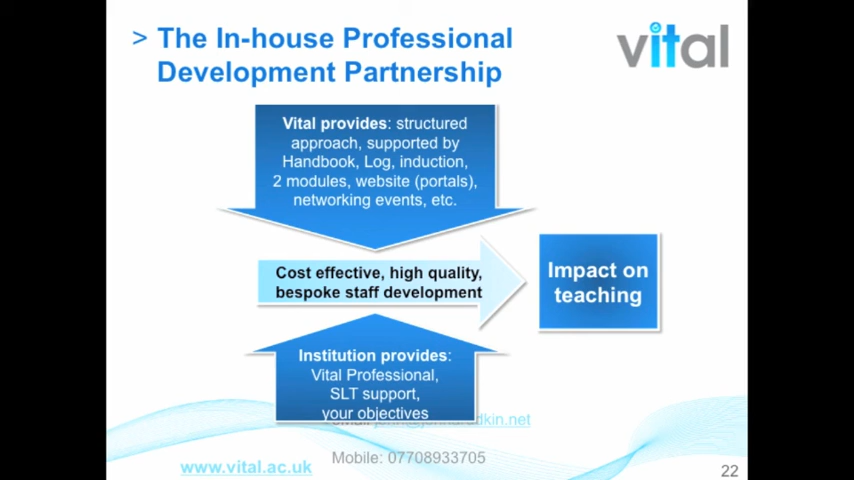 > The In-house Professional
Development Partnership
vital
Vital provides: structured
approach, supported by
Handbook, Log, induction,
2 modules, website (portals),
networking events, etc.
Cost effective, high quality,
bespoke staff development
Impact on
teaching
Institution provides:
Vital Professional,
SLT support,
your objectives
www.vital.ac.uk
Mobile: 07708933705
22